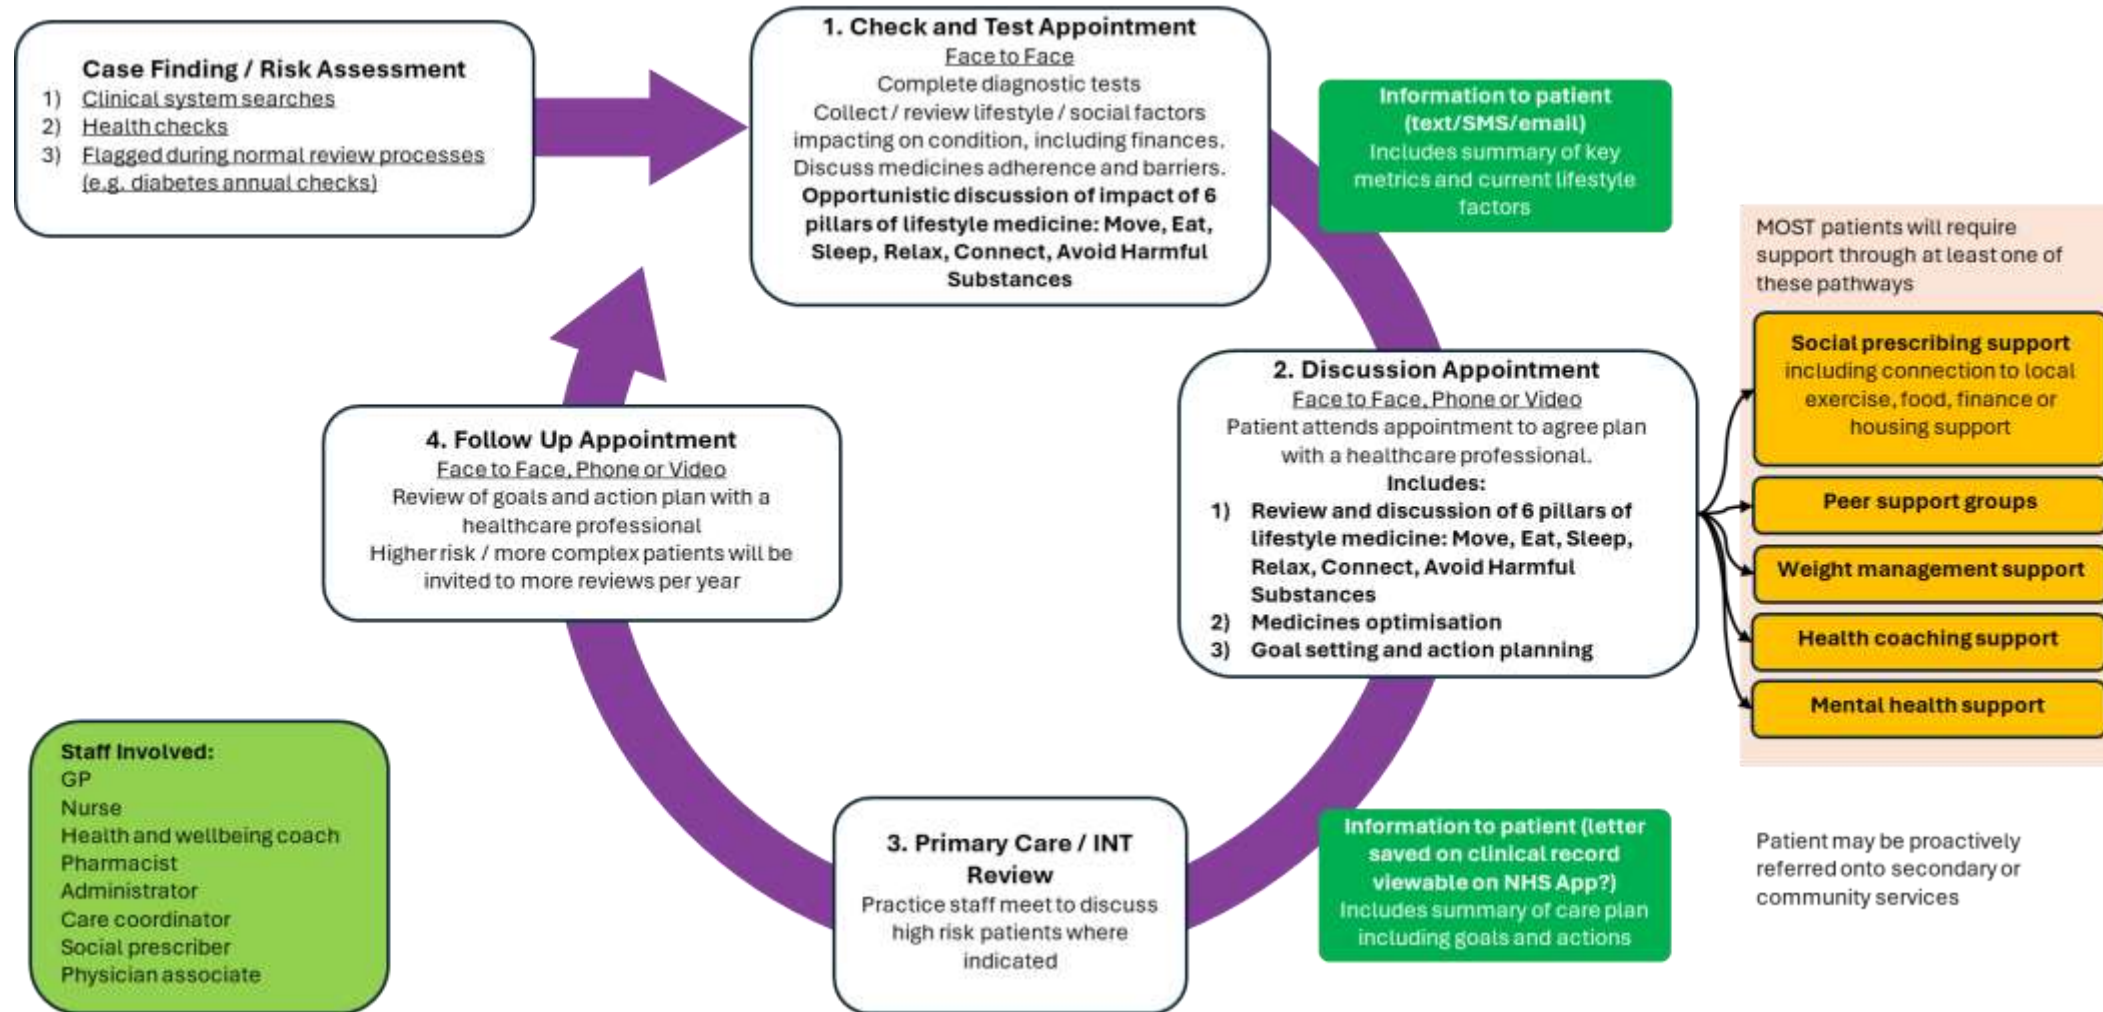 Case Finding / Risk Assessment
1) Clinical system searches
2) Health checks
3) Flagged during normal review processes
(e.g. diabetes annual checks)
1. Check and Test Appointment
Face to Face
Complete diagnostic tests
Collect / review lifestyle / social factors
impacting on condition, including finances.
Discuss medicines adherence and barriers.
Opportunistic discussion of impact of 6
pillars of lifestyle medicine: Move, Eat,
Sleep, Relax, Connect, Avoid Harmful
Substances
Information to patient
(text/SMS/email)
Includes summary of key
metrics and current lifestyle
factors
2. Discussion Appointment
Face to Face, Phone or Video
Patient attends appointment to agree plan
with a healthcare professional.
Includes:
1) Review and discussion of 6 pillars of
lifestyle medicine: Move, Eat, Sleep,
Relax, Connect, Avoid Harmful
Substances
2) Medicines optimisation
3) Goal setting and action planning
MOST patients will require
support through at least one of
these pathways
Social prescribing support
including connection to local
exercise, food, finance or
housing support
Peer support groups
Weight management support
Health coaching support
Mental health support
Patient may be proactively
referred onto secondary or
community services
Information to patient (letter
saved on clinical record
viewable on NHS App?)
Includes summary of care plan
including goals and actions
3. Primary Care / INT
Review
Practice staff meet to discuss
high risk patients where
indicated
4. Follow Up Appointment
Face to Face, Phone or Video
Review of goals and action plan with a
healthcare professional
Higher risk / more complex patients will be
invited to more reviews per year
Staff Involved:
GP
Nurse
Health and wellbeing coach
Pharmacist
Administrator
Care coordinator
Social prescriber
Physician associate